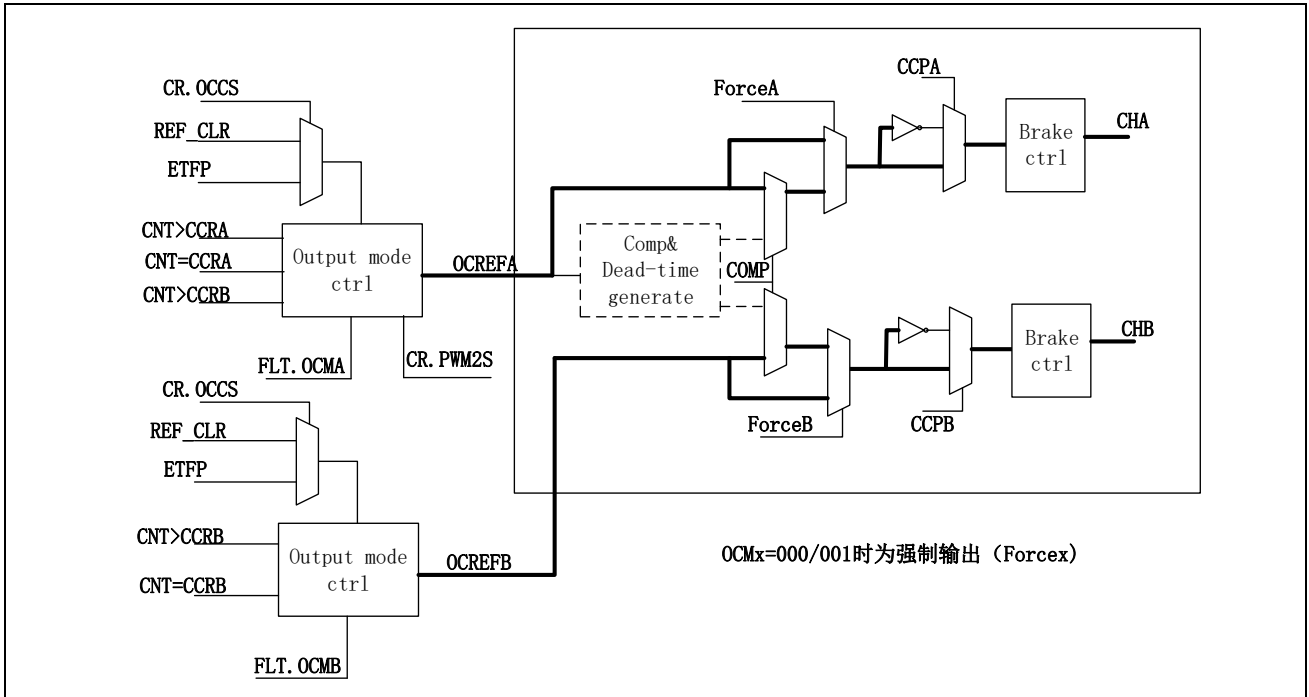 CR.OCCS
REF_CLR
ETFP
CNT>CCRA
CNT=CCRA
CNT>CCRB
Output mode
ctrl
FLT.OCMA
CR.PWM2S
OCREFA
Comp&
Dead-time
generate
COMP
ForceA
CCPA
Brake
ctrl
CHA
CR.OCCS
REF_CLR
ETFP
CNT>CCRB
CNT=CCRB
Output mode
ctrl
FLT.OCMB
OCREFB
ForceB
CCPB
Brake
ctrl
CHB
OCMx=000/001时为强制输出（Forcex）